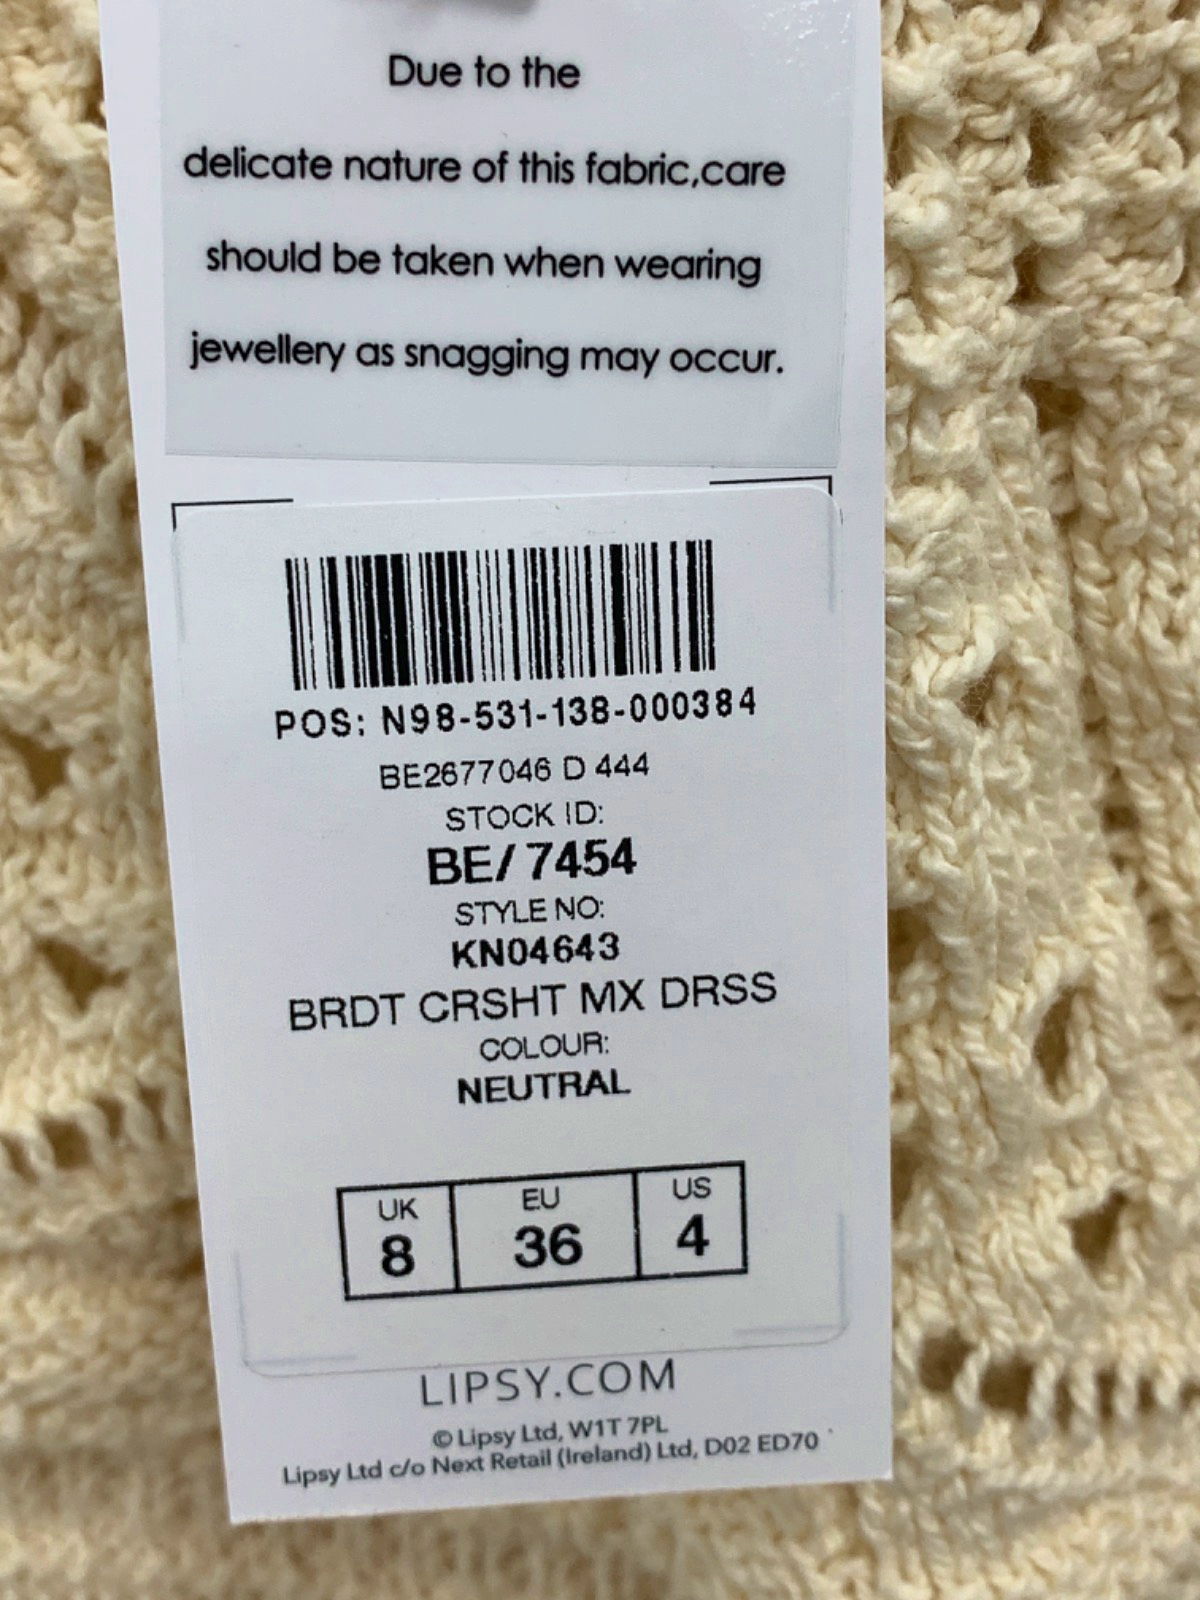 Due to the
delicate nature of this fabric,care
should be taken when wearing
jewellery as snagging may occur.
POS: N98-531-138-000384
BE2677046 D 444
STOCK ID:
BE/ 7454
STYLE NO:
KN04643
BRDT CRSHT MX DRSS
COLOUR:
NEUTRAL
UK EU US
8 36 4
LIPSY.COM
© Lipsy Ltd, W1T 7PL
Lipsy Ltd c/o Next Retail (Ireland) Ltd, D02 ED70